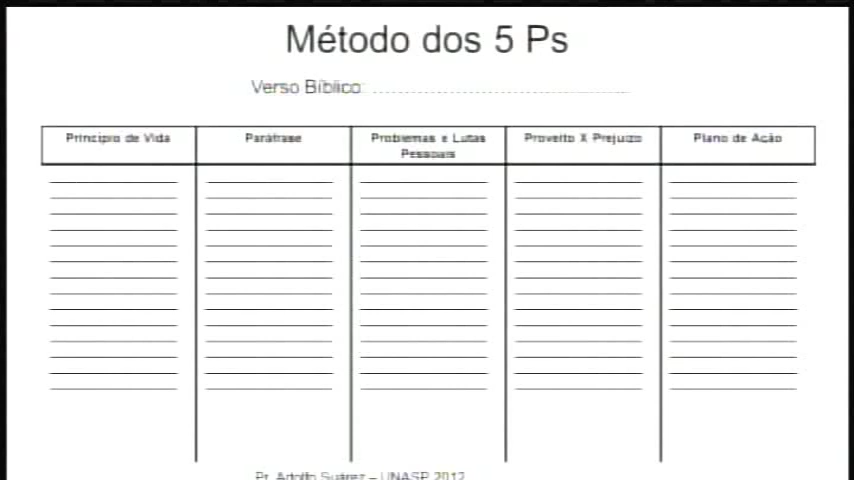 Método dos 5 Ps
Verso Bíblico:
Princípio de Vida
Paráfrase
Problemas e Lutas
Pessoais
Proveito X Prejuízo
Plano de Ação
Pr. Adolfo Suárez – UNASP 2012